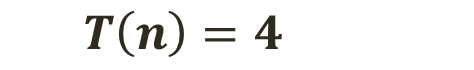 T(n) = 4